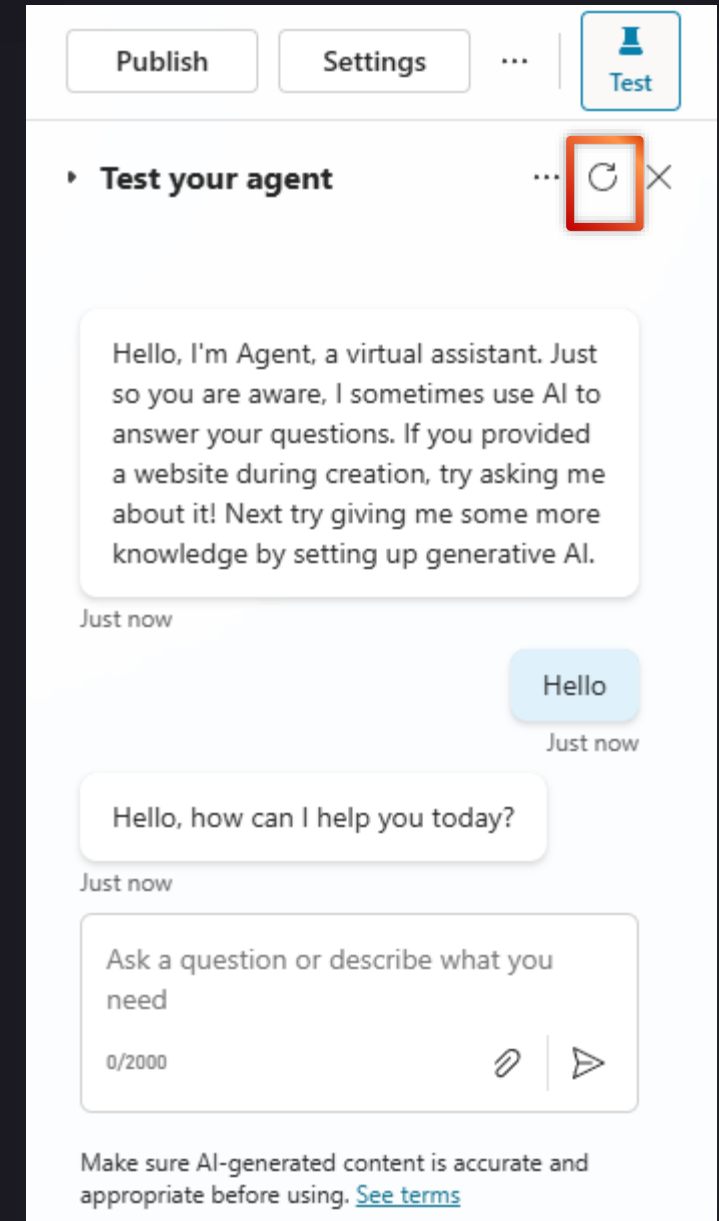 Publish
Settings
...
Test
Test your agent
...
Hello, I'm Agent, a virtual assistant. Just
so you are aware, I sometimes use AI to
answer your questions. If you provided
a website during creation, try asking me
about it! Next try giving me some more
knowledge by setting up generative AI.
Just now
Hello
Just now
Hello, how can I help you today?
Just now
Ask a question or describe what you
need
0/2000
Make sure AI-generated content is accurate and
appropriate before using. See terms